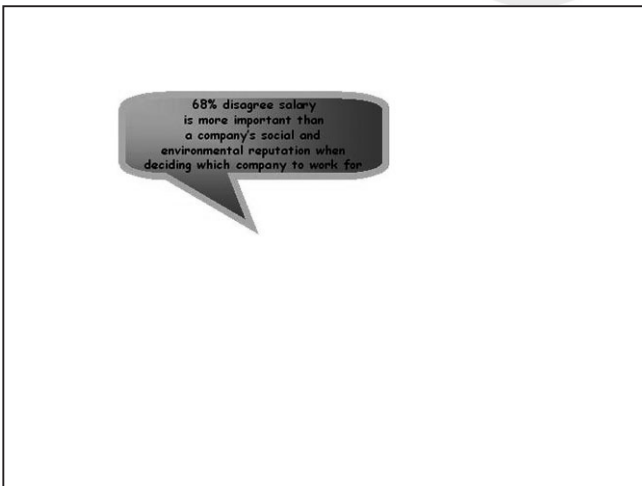 68% disagree salary
is more important than
a company's social and
environmental reputation when
deciding which company to work for